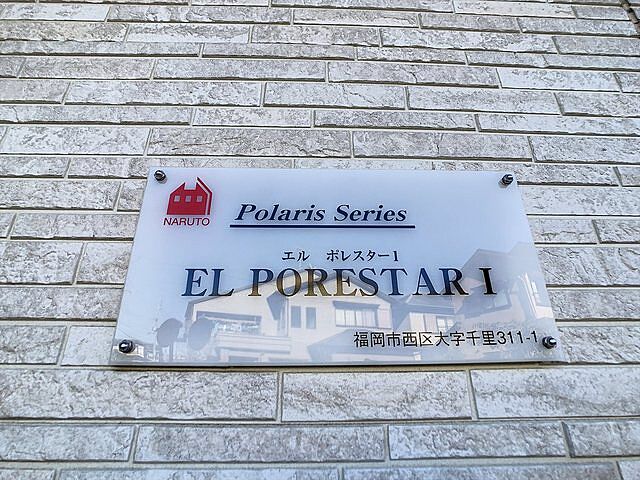 NARUTO
Polaris Series
エル ポレスター1
EL PORESTAR I
福岡市西区大字千里311-1